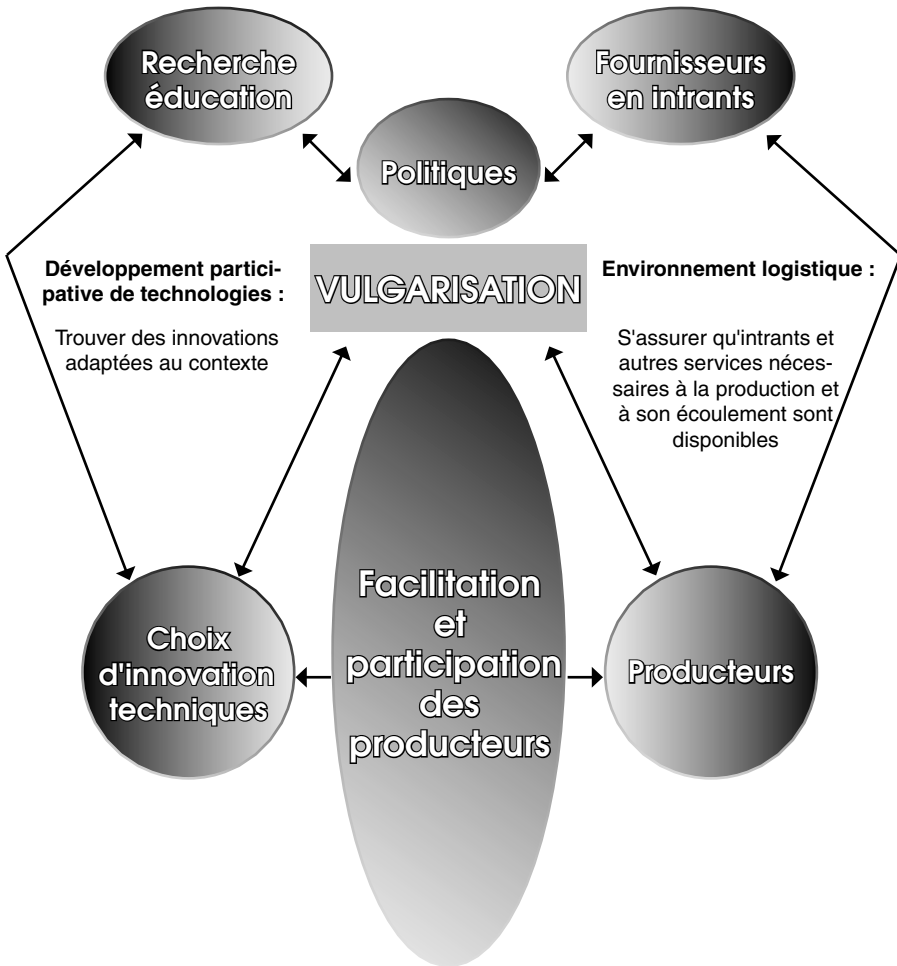 Recherche
éducation
Fournisseurs
en intrants
Politiques
Développement partici-
pative de technologies :
Trouver des innovations
adaptées au contexte
VULGARISATION
Environnement logistique :
S'assurer qu'intrants et
autres services néces-
saires à la production et
à son écoulement sont
disponibles
Choix
d'innovation
techniques
Facilitation
et
participation
des
producteurs
Producteurs